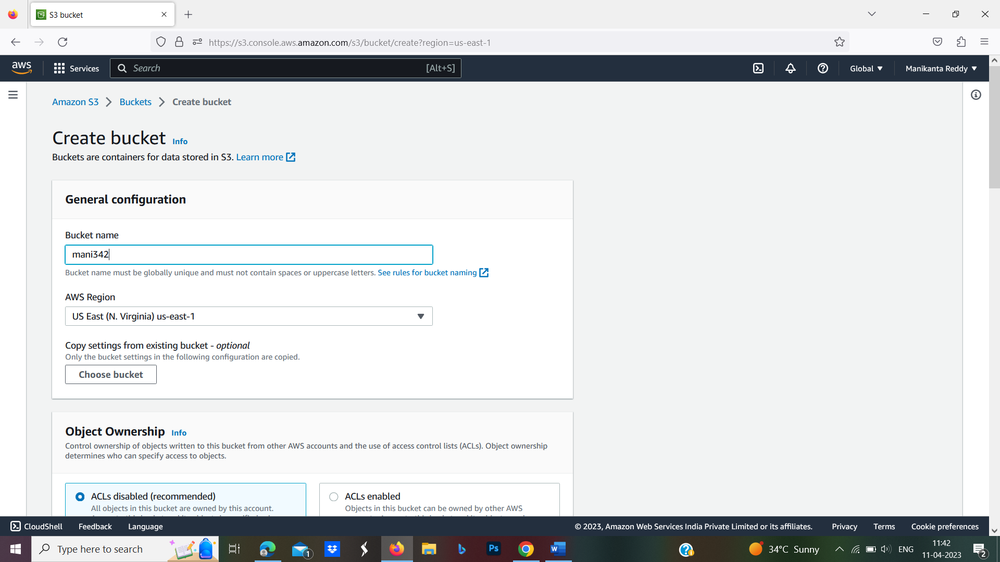 S3 bucket
https://s3.console.aws.amazon.com/s3/bucket/create?region=us-east-1
aws
Services
Search
[Alt+S]
Global
Manikanta Reddy
Amazon S3
Buckets
Create bucket
Create bucket Info
Buckets are containers for data stored in S3. Learn more
General configuration
Bucket name
mani342
Bucket name must be globally unique and must not contain spaces or uppercase letters. See rules for bucket naming
AWS Region
US East (N. Virginia) us-east-1
Copy settings from existing bucket - optional
Only the bucket settings in the following configuration are copied.
Choose bucket
Object Ownership Info
Control ownership of objects written to this bucket from other AWS accounts and the use of access control lists (ACLs). Object ownership
determines who can specify access to objects.
ACLs disabled (recommended)
All objects in this bucket are owned by this account.
ACLs enabled
Objects in this bucket can be owned by other AWS
CloudShell
Feedback
Language
© 2023, Amazon Web Services India Private Limited or its affiliates.
Privacy
Terms
Cookie preferences
Type here to search
1
Ps
W
34°C Sunny
ENG
11:42
11-04-2023
2